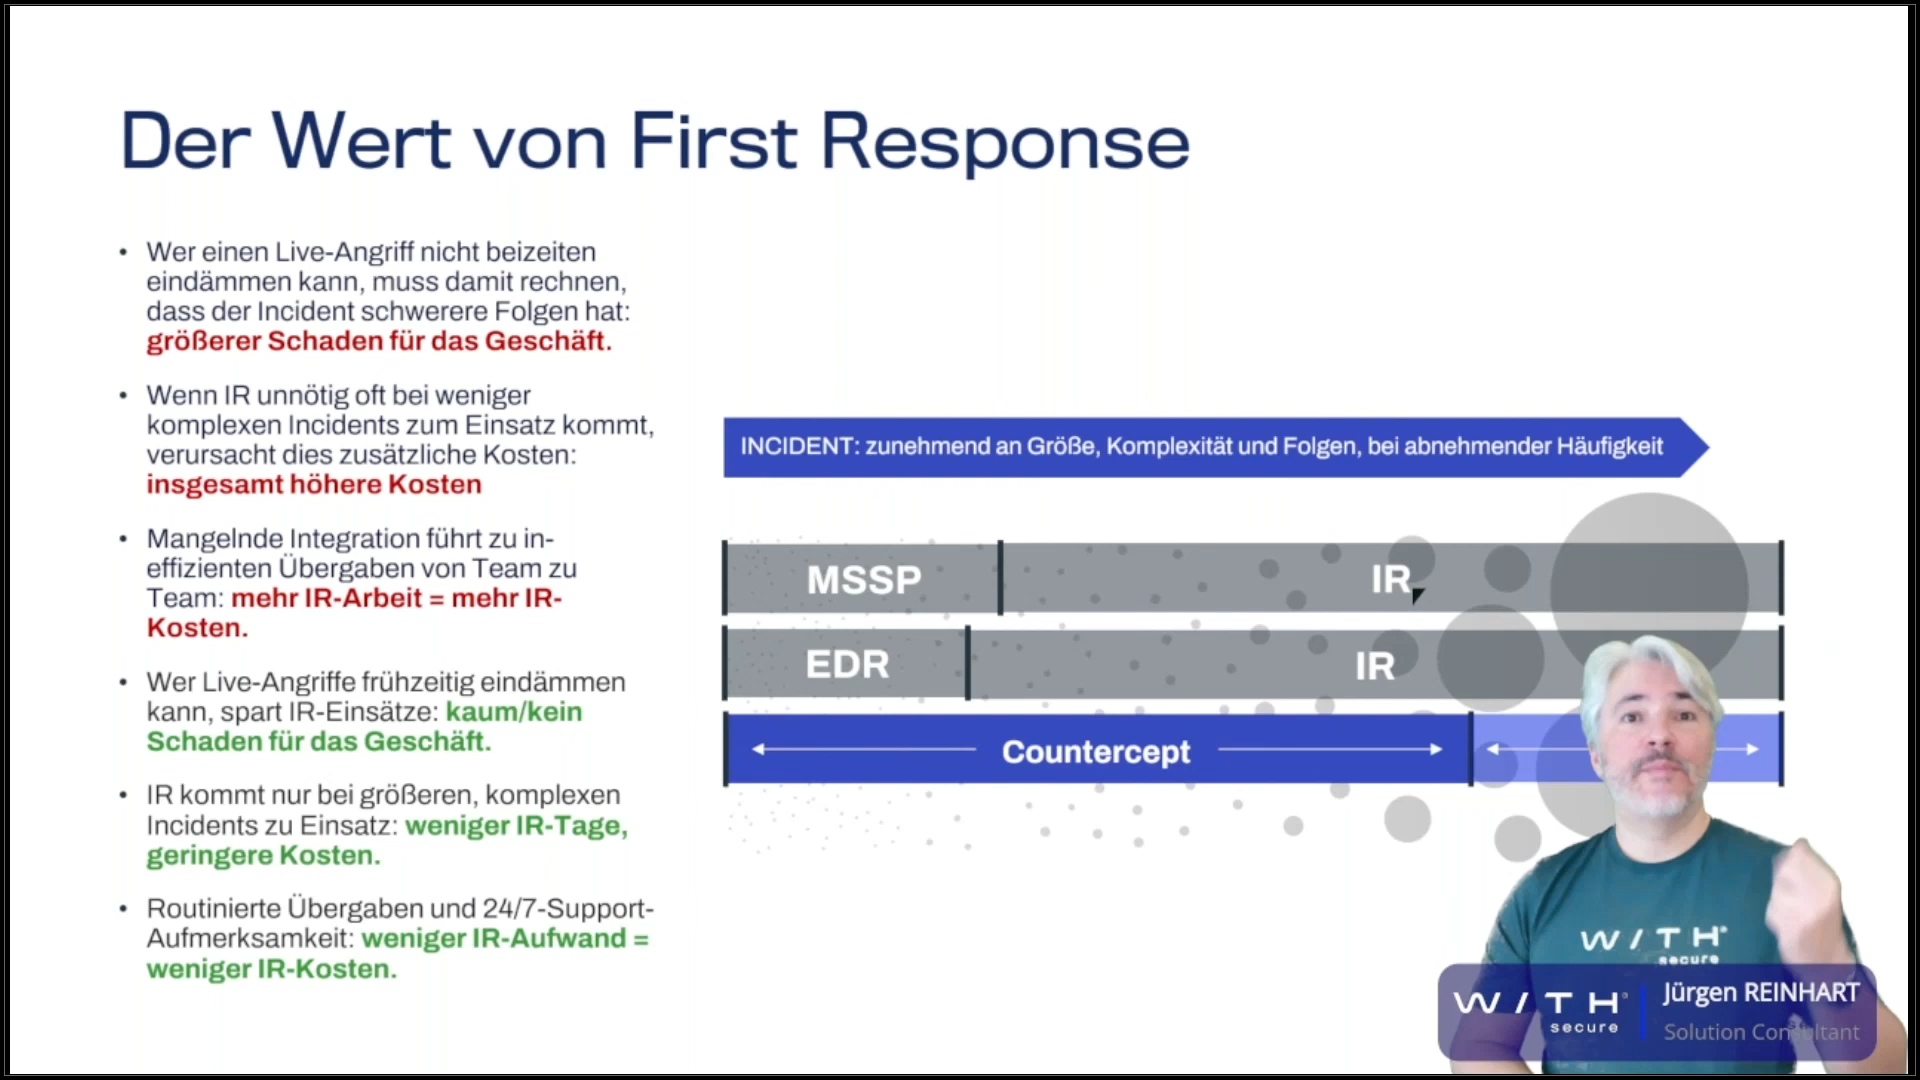 Der Wert von First Response
• Wer einen Live-Angriff nicht beizeiten
eindämmen kann, muss damit rechnen,
dass der Incident schwerere Folgen hat:
größerer Schaden für das Geschäft.
• Wenn IR unnötig oft bei weniger
komplexen Incidents zum Einsatz kommt,
verursacht dies zusätzliche Kosten:
insgesamt höhere Kosten
• Mangelnde Integration führt zu in-
effizienten Übergaben von Team zu
Team: mehr IR-Arbeit = mehr IR-
Kosten.
• Wer Live-Angriffe frühzeitig eindämmen
kann, spart IR-Einsätze: kaum/kein
Schaden für das Geschäft.
• IR kommt nur bei größeren, komplexen
Incidents zu Einsatz: weniger IR-Tage,
geringere Kosten.
• Routinierte Übergaben und 24/7-Support-
Aufmerksamkeit: weniger IR-Aufwand =
weniger IR-Kosten.
INCIDENT: zunehmend an Größe, Komplexität und Folgen, bei abnehmender Häufigkeit
MSSP
IR
EDR
IR
Countercept
W/TH®
secure
W/TH®
secure
Jürgen REINHART
Solution Consultant